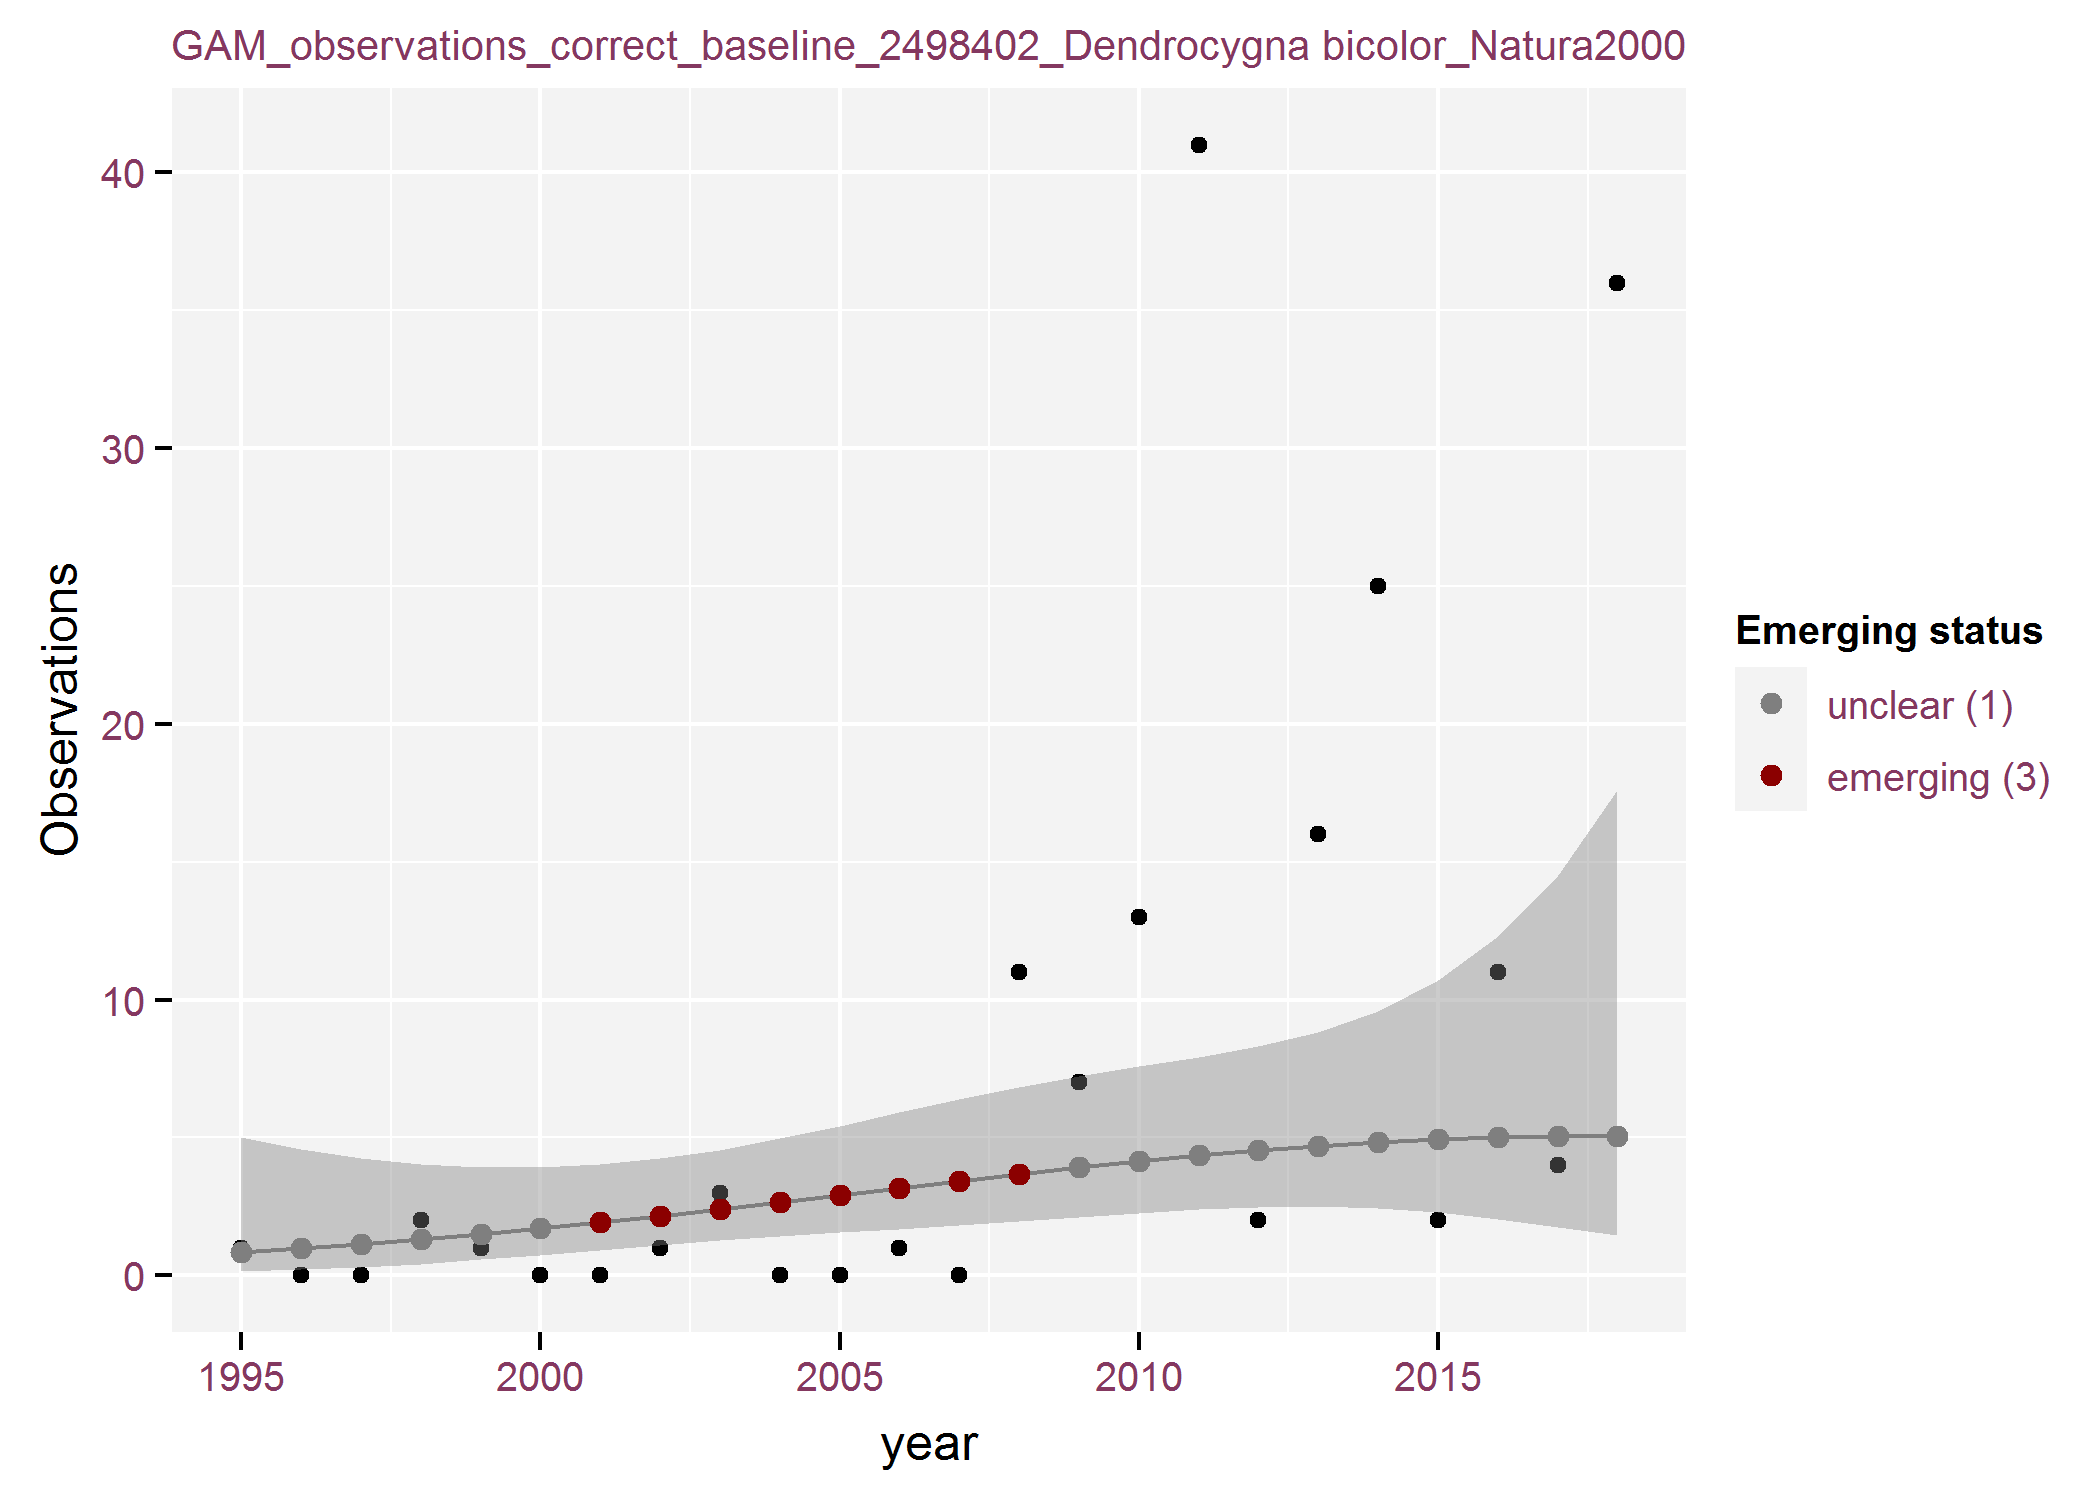 GAM_observations_correct_baseline_2498402_Dendrocygna bicolor_Natura2000
Observations
40
30
20
10
0
1995 2000 2005 2010 2015
year
Emerging status
unclear (1)
emerging (3)